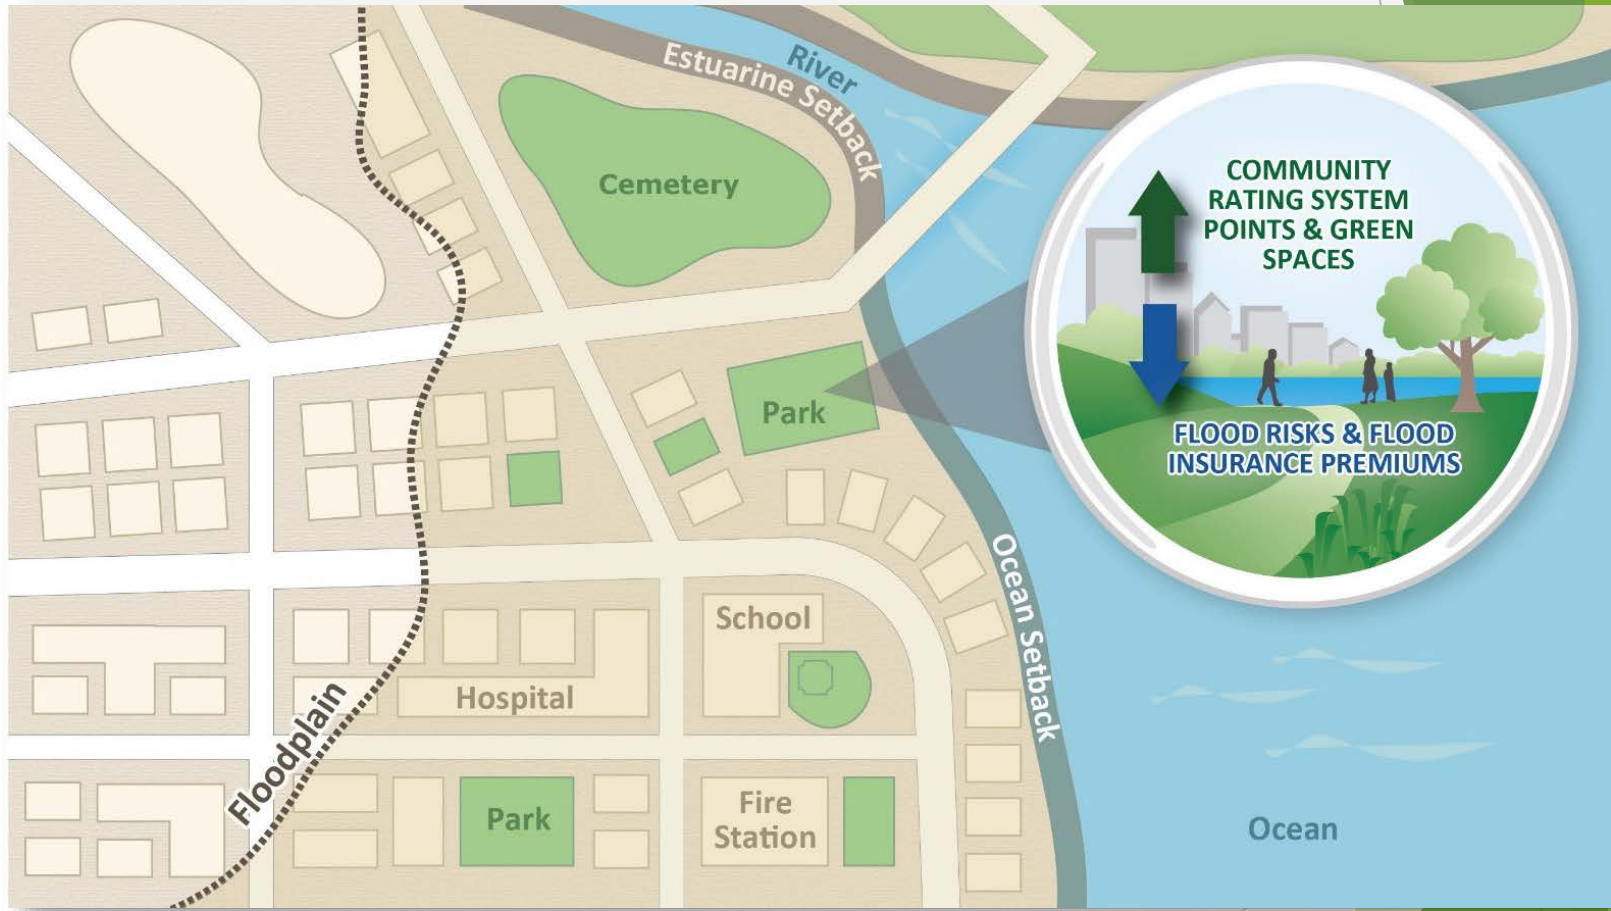 River
Estuarine Setback
Cemetery
COMMUNITY
RATING SYSTEM
POINTS & GREEN
SPACES
FLOOD RISKS & FLOOD
INSURANCE PREMIUMS
Park
Ocean Setback
School
Hospital
Floodplain
Park
Fire
Station
Ocean